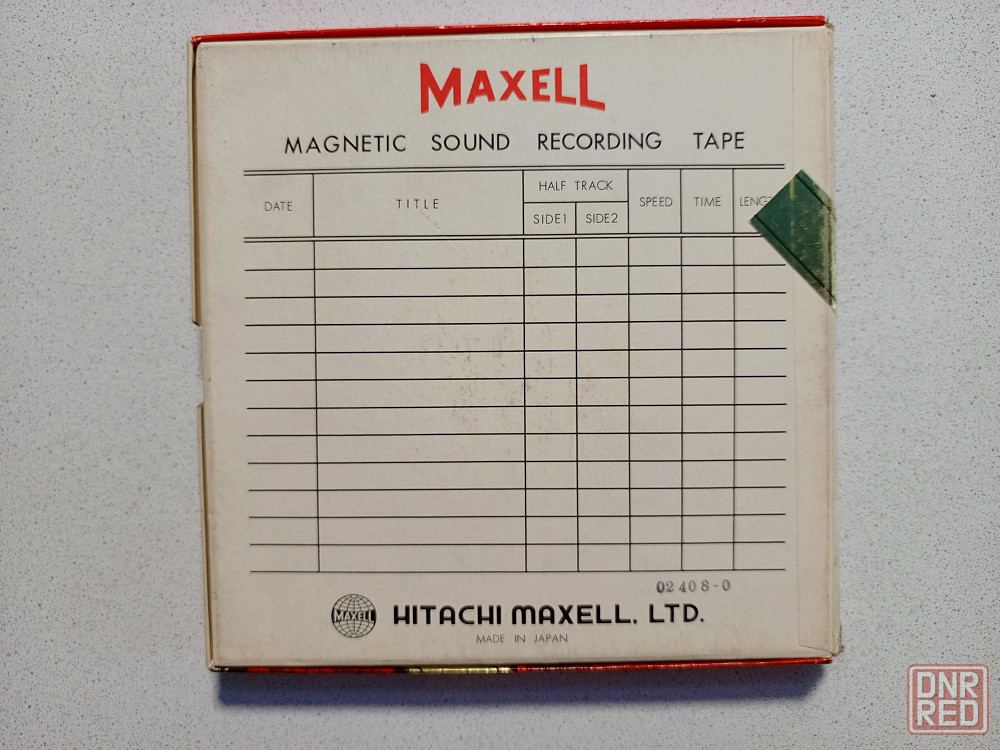 MAXELL
MAGNETIC SOUND RECORDING TAPE
DATE TITLE HALF TRACK SPEED TIME
SIDE1 SIDE2
02408-0
MAXELL HITACHI MAXELL, LTD.
MADE IN JAPAN
DNR
RED